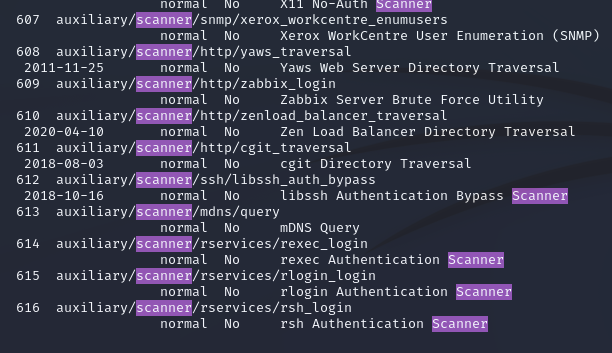 normal No X11 No-Auth Scanner
607 auxiliary/scanner/snmp/xerox_workcentre_enumusers
normal No Xerox WorkCentre User Enumeration (SNMP)
608 auxiliary/scanner/http/yaws_traversal
2011-11-25 normal No Yaws Web Server Directory Traversal
609 auxiliary/scanner/http/zabbix_login
normal No Zabbix Server Brute Force Utility
610 auxiliary/scanner/http/zenload_balancer_traversal
2020-04-10 normal No Zen Load Balancer Directory Traversal
611 auxiliary/scanner/http/cgit_traversal
2018-08-03 normal No cgit Directory Traversal
612 auxiliary/scanner/ssh/libssh_auth_bypass
2018-10-16 normal No libssh Authentication Bypass Scanner
613 auxiliary/scanner/mdns/query
normal No mDNS Query
614 auxiliary/scanner/rservices/rexec_login
normal No rexec Authentication Scanner
615 auxiliary/scanner/rservices/rlogin_login
normal No rlogin Authentication Scanner
616 auxiliary/scanner/rservices/rsh_login
normal No rsh Authentication Scanner